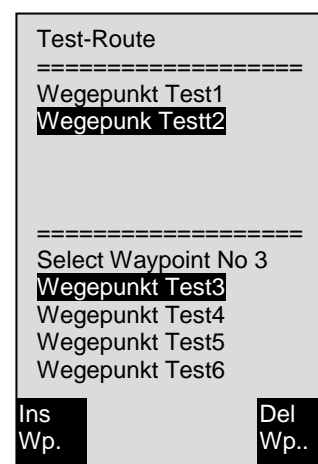 Test-Route
===================
Wegepunkt Test1
Wegepunk Testt2
===================
Select Waypoint No 3
Wegepunkt Test3
Wegepunkt Test4
Wegepunkt Test5
Wegepunkt Test6
Ins Del
Wp. Wp..